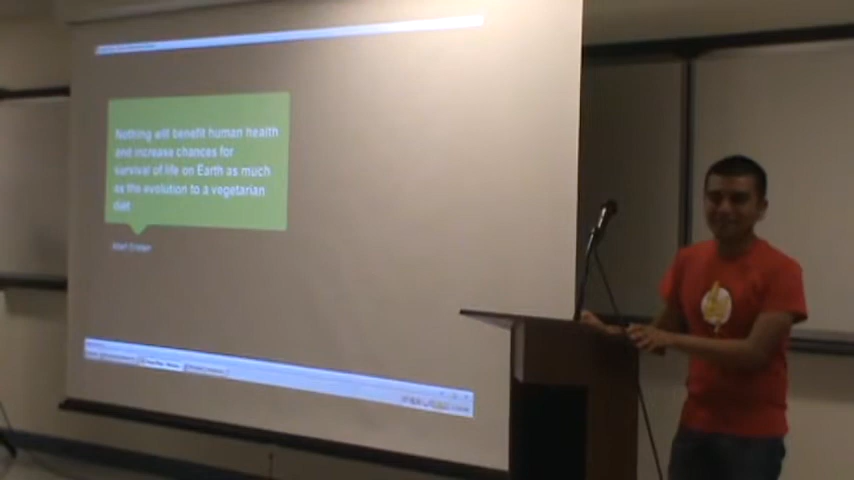 Nothing will benefit human health
and increase chances for
survival of life on Earth as much
as the evolution to a vegetarian
diet
Albert Einstein